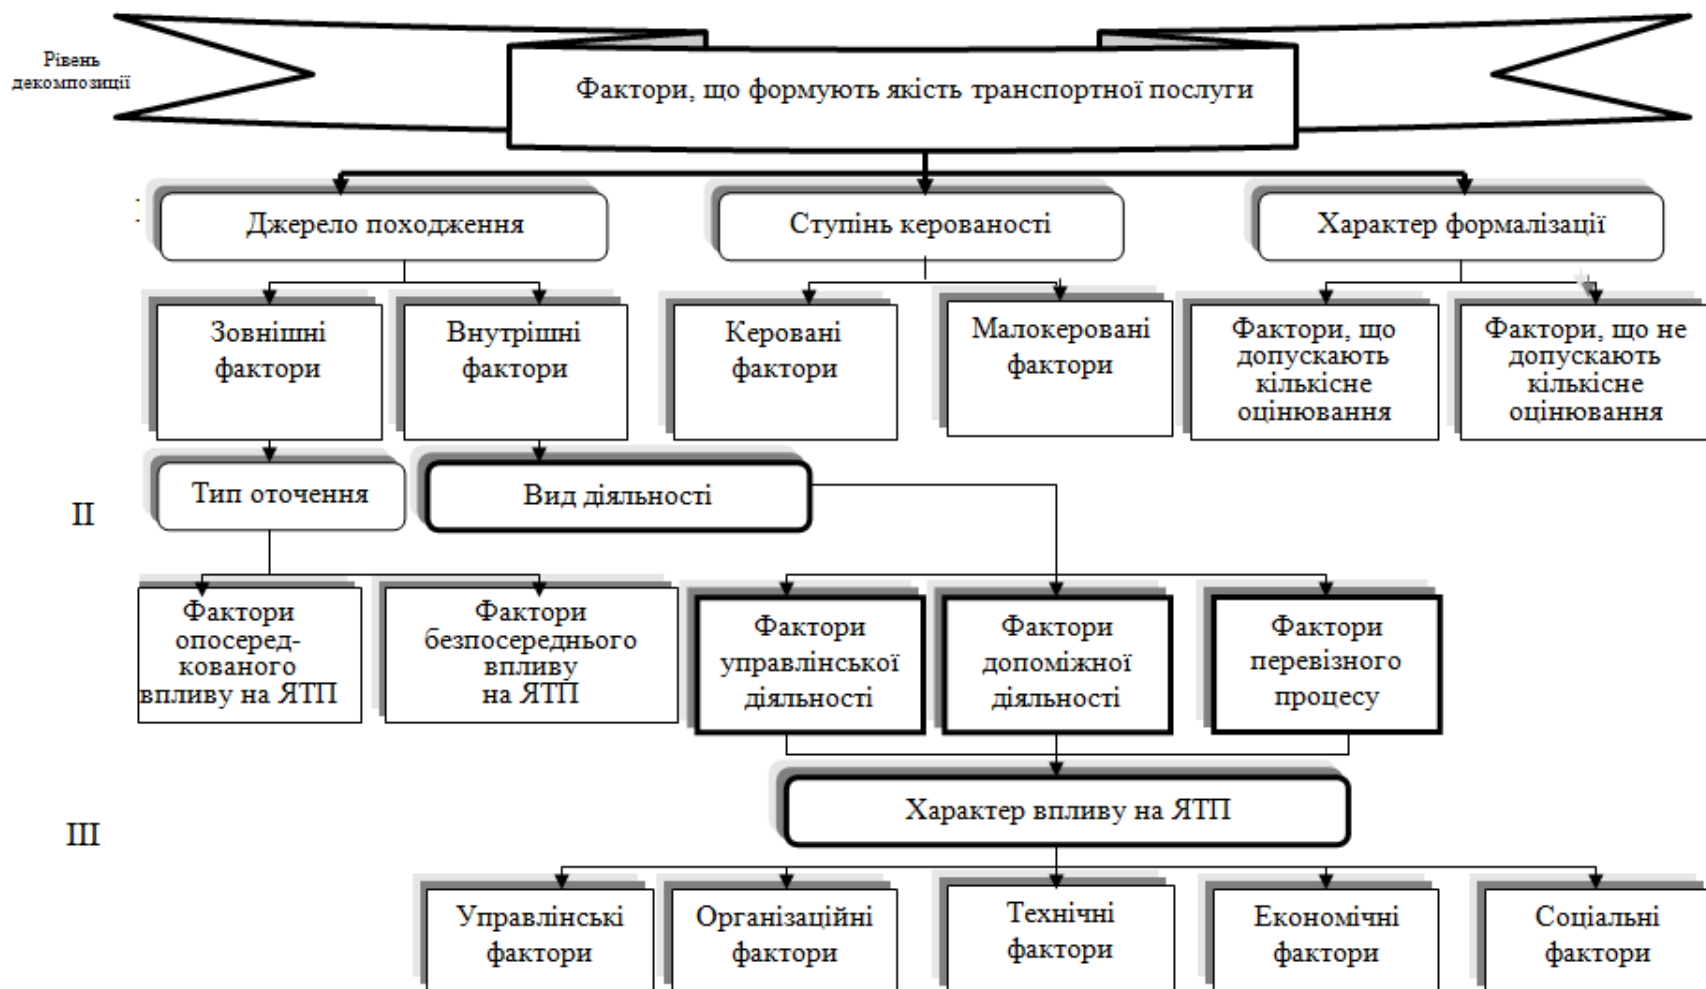 Рівень
декомпозиції
Фактори, що формують якість транспортної послуги
Джерело походження
Ступінь керованості
Характер формалізації
Зовнішні
фактори
Внутрішні
фактори
Керовані
фактори
Малокеровані
фактори
Фактори, що
допускають
кількісне
оцінювання
Фактори, що не
допускають
кількісне
оцінювання
II
Тип оточення
Вид діяльності
Фактори
опосеред-
кованого
впливу на ЯТП
Фактори
безпосереднього
впливу
на ЯТП
Фактори
управлінської
діяльності
Фактори
допоміжної
діяльності
Фактори
перевізного
процесу
III
Характер впливу на ЯТП
Управлінські
фактори
Організаційні
фактори
Технічні
фактори
Економічні
фактори
Соціальні
фактори